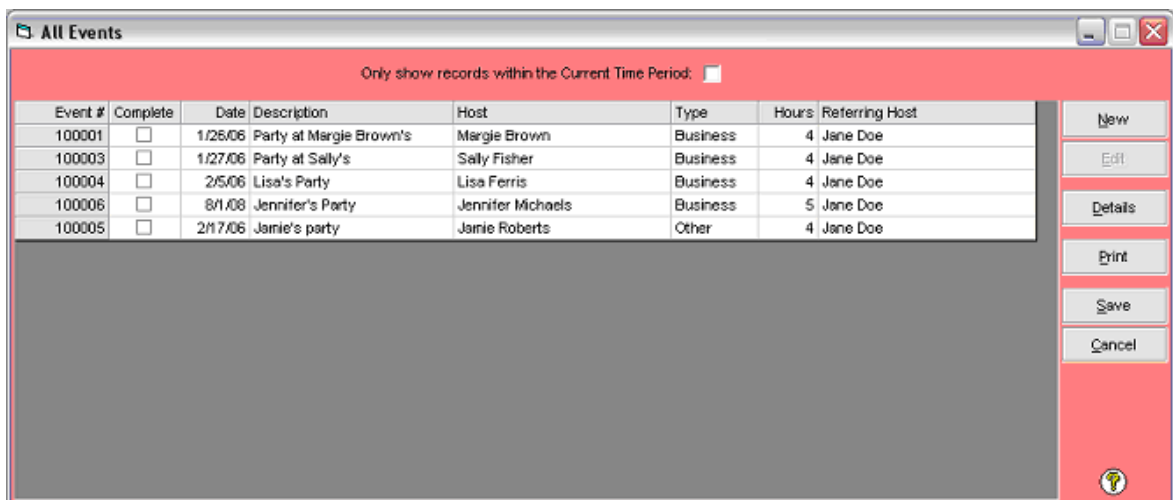 All Events
Only show records within the Current Time Period:
Event # Complete Date Description Host Type Hours Referring Host
100001 1/26/06 Party at Margie Brown's Margie Brown Business 4 Jane Doe
100003 1/27/06 Party at Sally's Sally Fisher Business 4 Jane Doe
100004 2/5/06 Lisa's Party Lisa Ferris Business 4 Jane Doe
100006 8/1/08 Jennifer's Party Jennifer Michaels Business 5 Jane Doe
100005 2/17/06 Jamie's party Jamie Roberts Other 4 Jane Doe
New
Edit
Details
Print
Save
Cancel
?